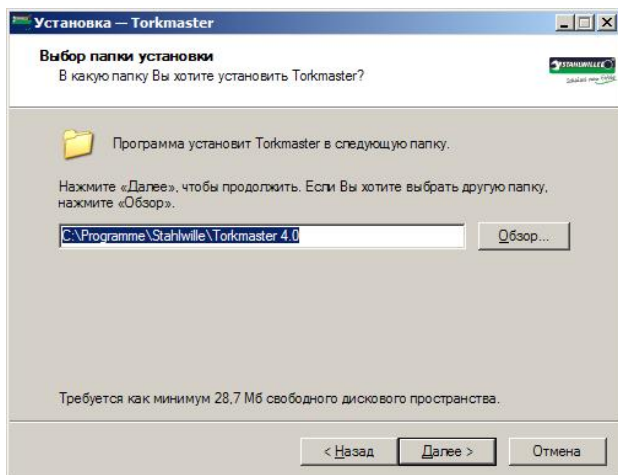 Установка — Torkmaster
Выбор папки установки
В какую папку Вы хотите установить Torkmaster?
STAHLWILLE
Программа установит Torkmaster в следующую папку.
Нажмите «Далее», чтобы продолжить. Если Вы хотите выбрать другую папку,
нажмите «Обзор».
C:\Programme\Stahlwille\Torkmaster 4.0
Обзор...
Требуется как минимум 28,7 Мб свободного дискового пространства.
< Назад
Далее >
Отмена